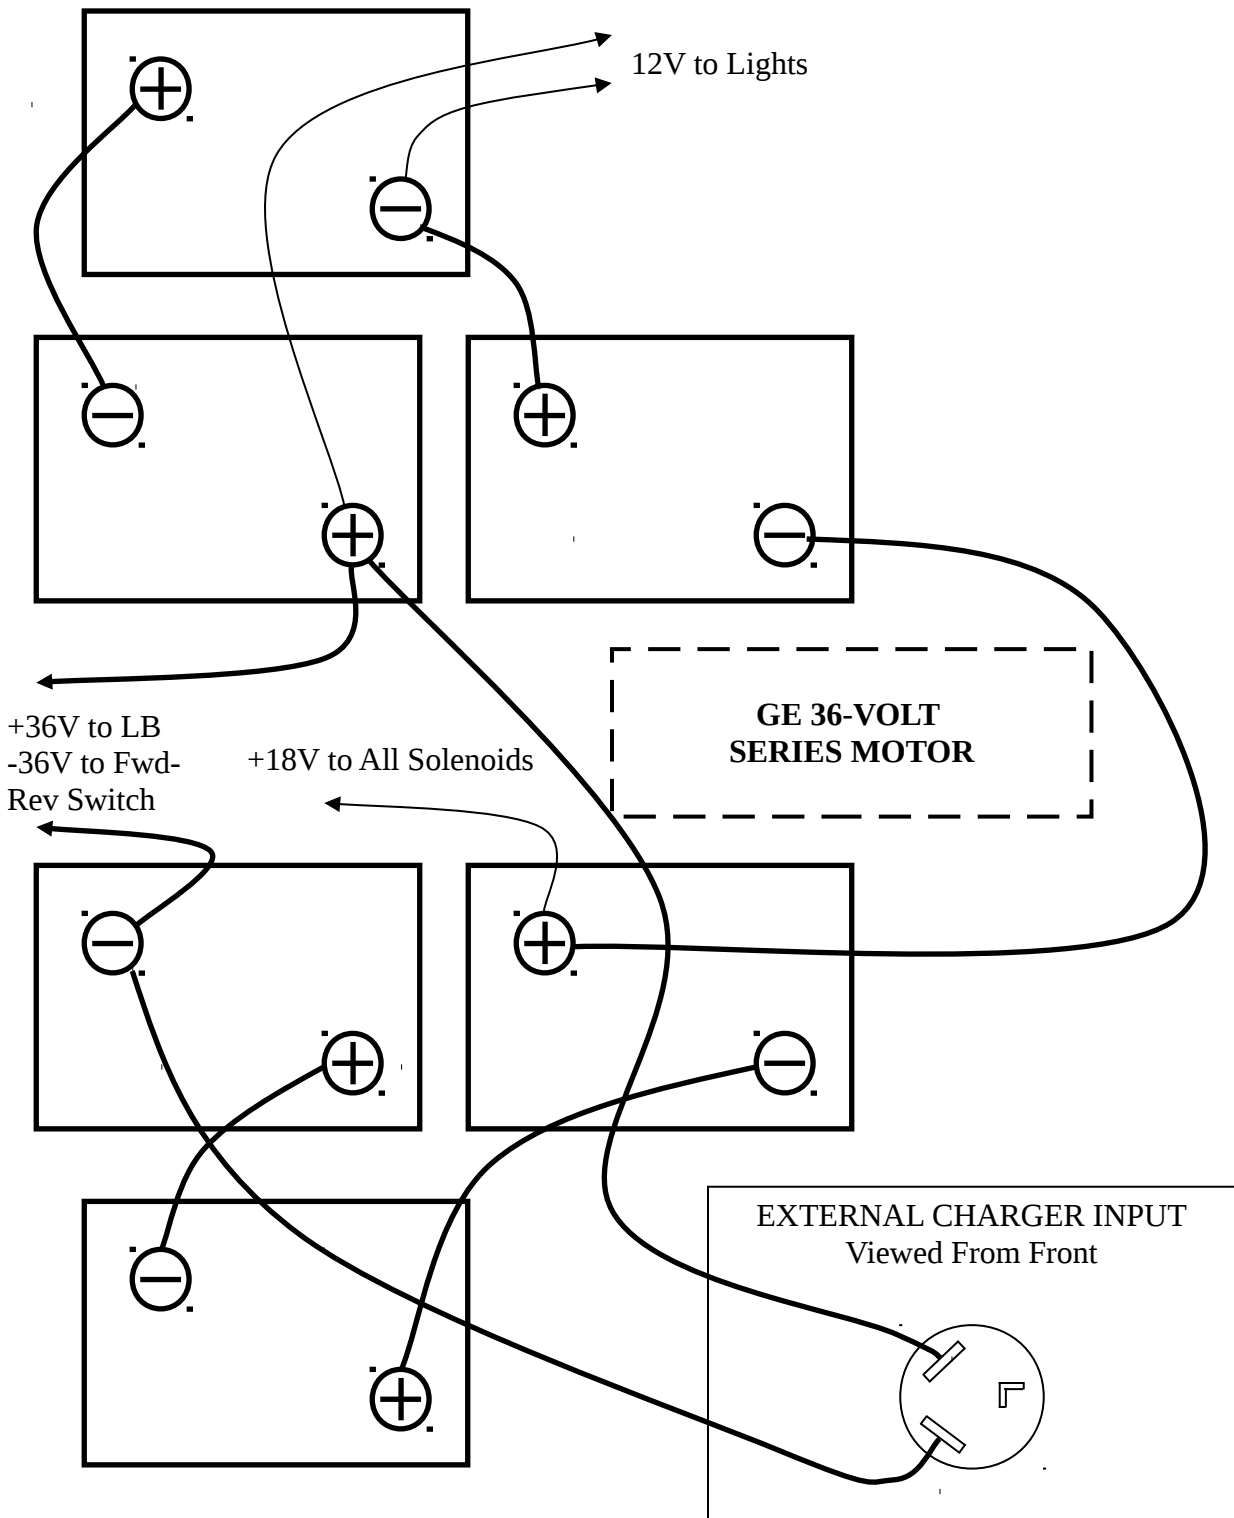 12V to Lights
+36V to LB
-36V to Fwd-
Rev Switch
+18V to All Solenoids
GE 36-VOLT
SERIES MOTOR
EXTERNAL CHARGER INPUT
Viewed From Front